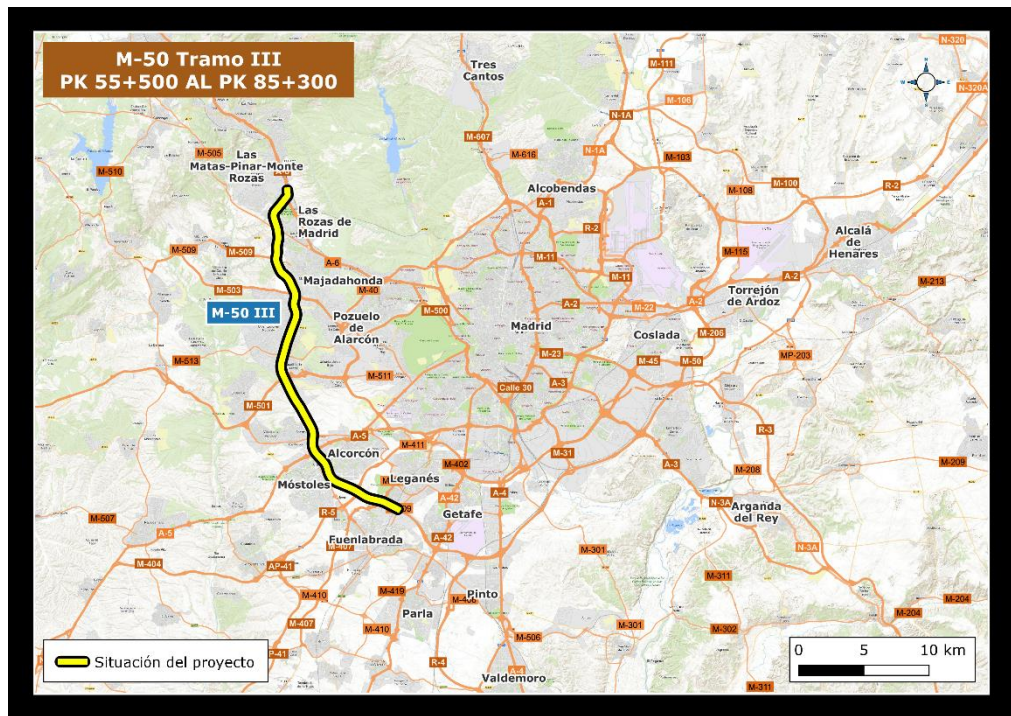 M-50 Tramo III
PK 55+500 AL PK 85+300
N-320
M-111
Tres
Cantos
M-106
N-320A
N-1A
M-607
M-505
Las
Matas-Pinar-Monte
Rozas
M-616
N-1A
M-103
M-510
M-108
M-100
R-2
Alcobendas
A-1
Las
Rozas de
Madrid
R-2
Alcalá
de
Henares
M-509
M-509
M-11
M-115
A-6
Majadahonda
M-40
M-11
A-2
M-213
M-503
Torrejón
de Ardoz
M-50 III
M-500
A-2
M-22
A-2
Pozuelo
de
Alarcón
Madrid
Coslada
M-206
M-513
M-23
M-45
M-50
MP-203
M-511
Calle 30
A-3
M-501
R-3
A-5
M-411
Alcorcón
M-31
M-402
A-3
M-208
M-209
Móstoles
Leganés
A-42
A-4
N-3A
Arganda
del Rey
M-507
A-5
R-5
Getafe
Fuenlabrada
A-42
M-407
N-3A
M-404
AP-41
M-301
M-311
M-410
M-419
Pinto
M-204
M-407
Parla
M-204
M-410
M-506
M-301
M-302
Situación del proyecto
R-4
Valdemoro
0 5 10 km
M-311